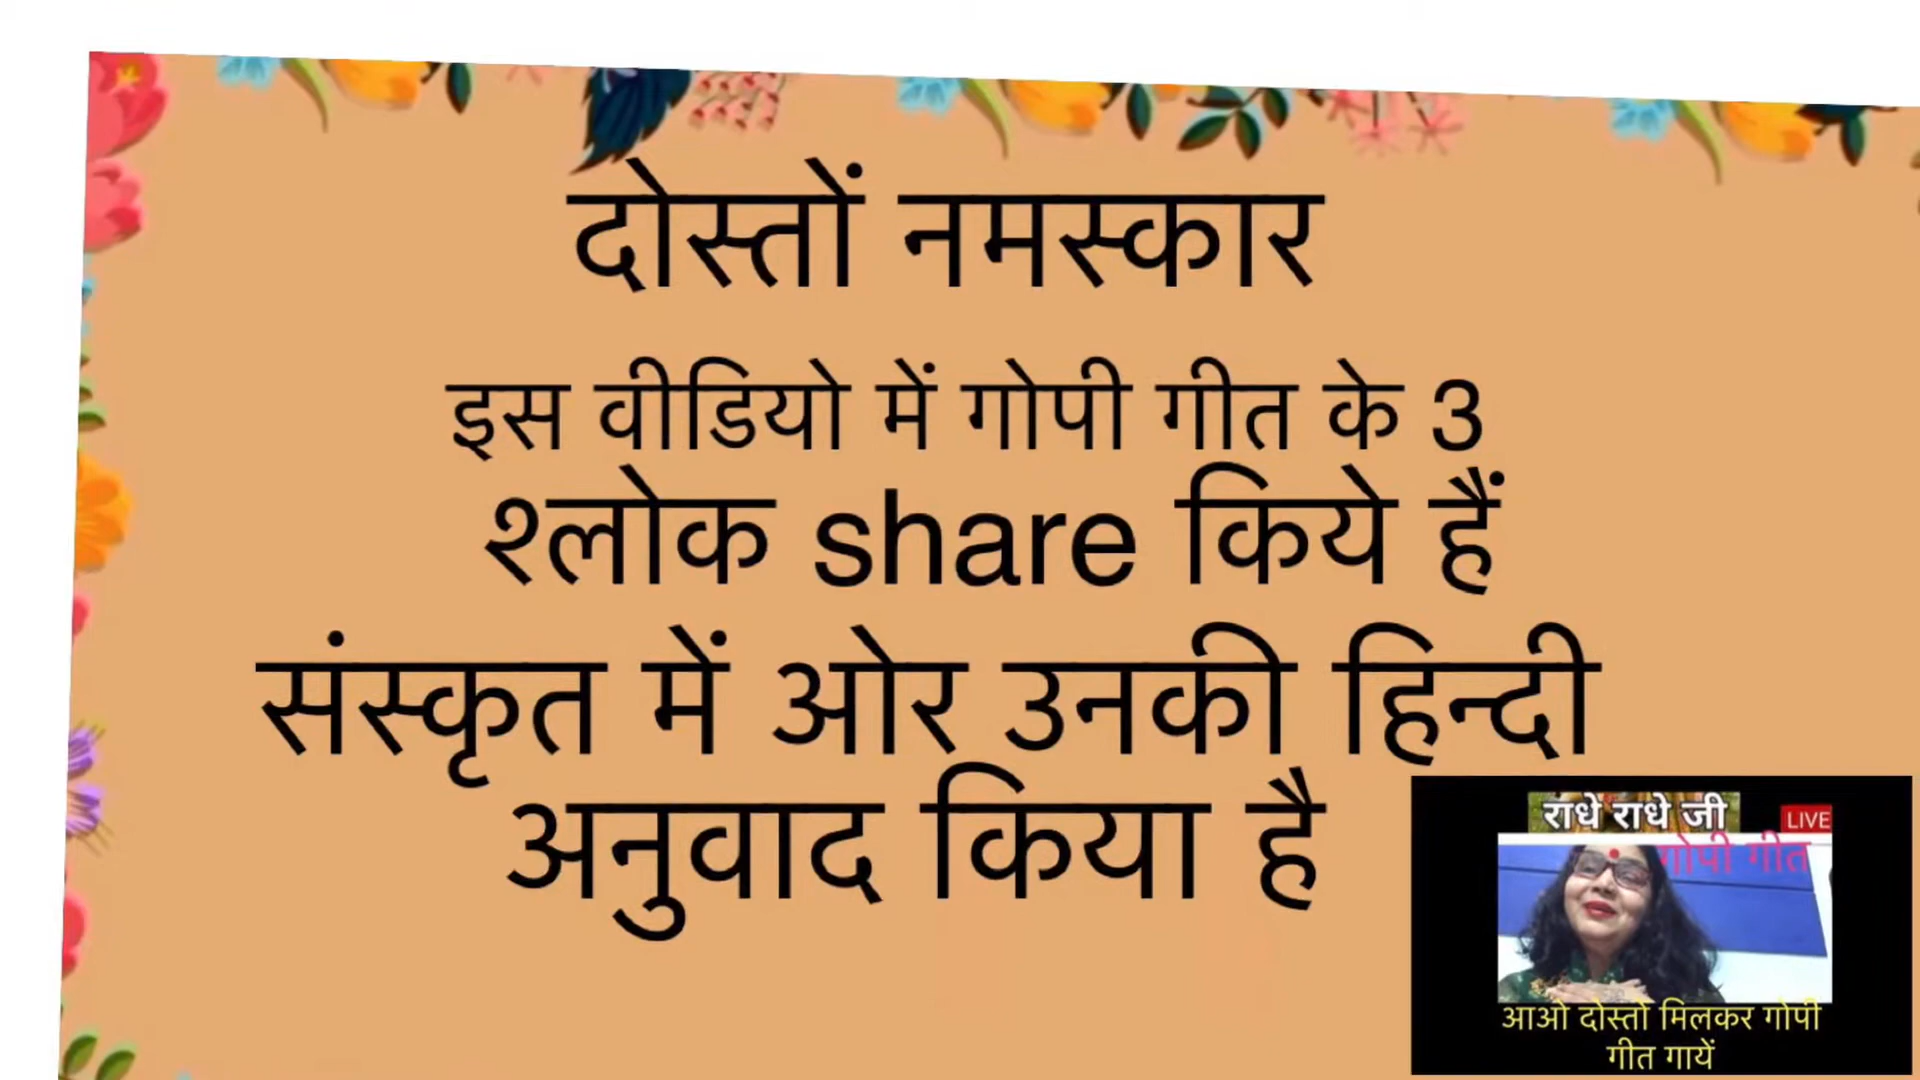 दोस्तों नमस्कार
इस वीडियो में गोपी गीत के 3
श्लोक share किये हैं
संस्कृत में ओर उनकी हिन्दी
अनुवाद किया है
राधे राधे जी
LIVE
गोपी गीत
आओ दोस्तो मिलकर गोपी
गीत गायें